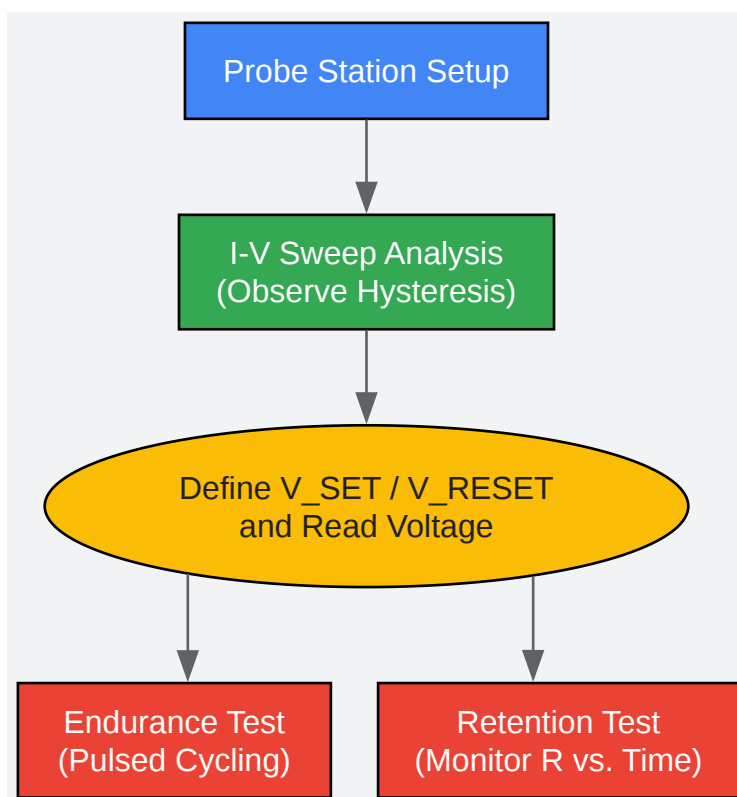 Probe Station Setup
I-V Sweep Analysis
(Observe Hysteresis)
Define V_SET / V_RESET
and Read Voltage
Endurance Test
(Pulsed Cycling)
Retention Test
(Monitor R vs. Time)